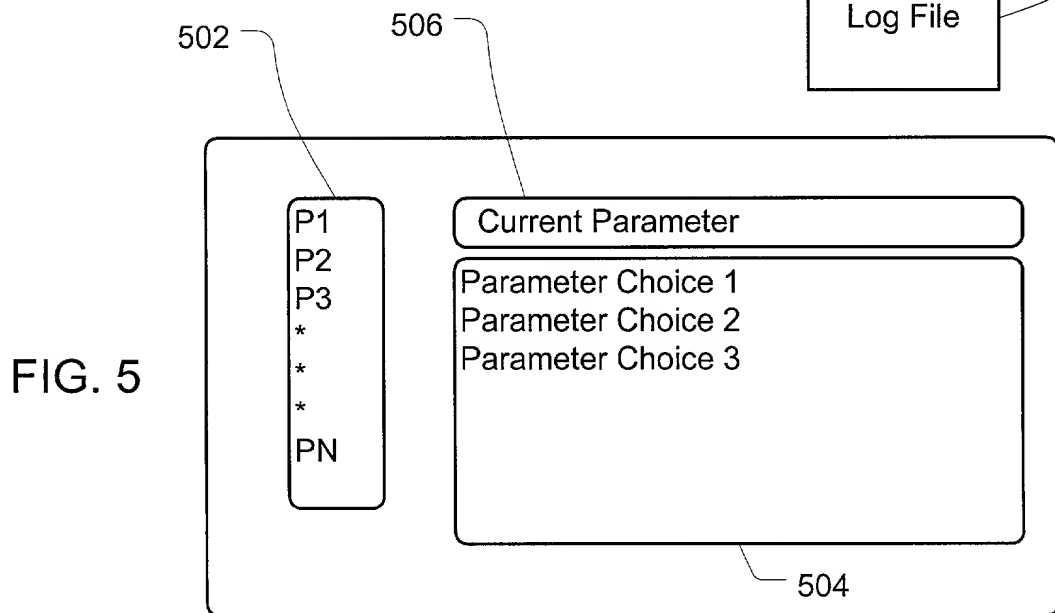 Log File
502
506
P1
P2
P3
*
*
*
PN
Current Parameter
Parameter Choice 1
Parameter Choice 2
Parameter Choice 3
FIG. 5
504